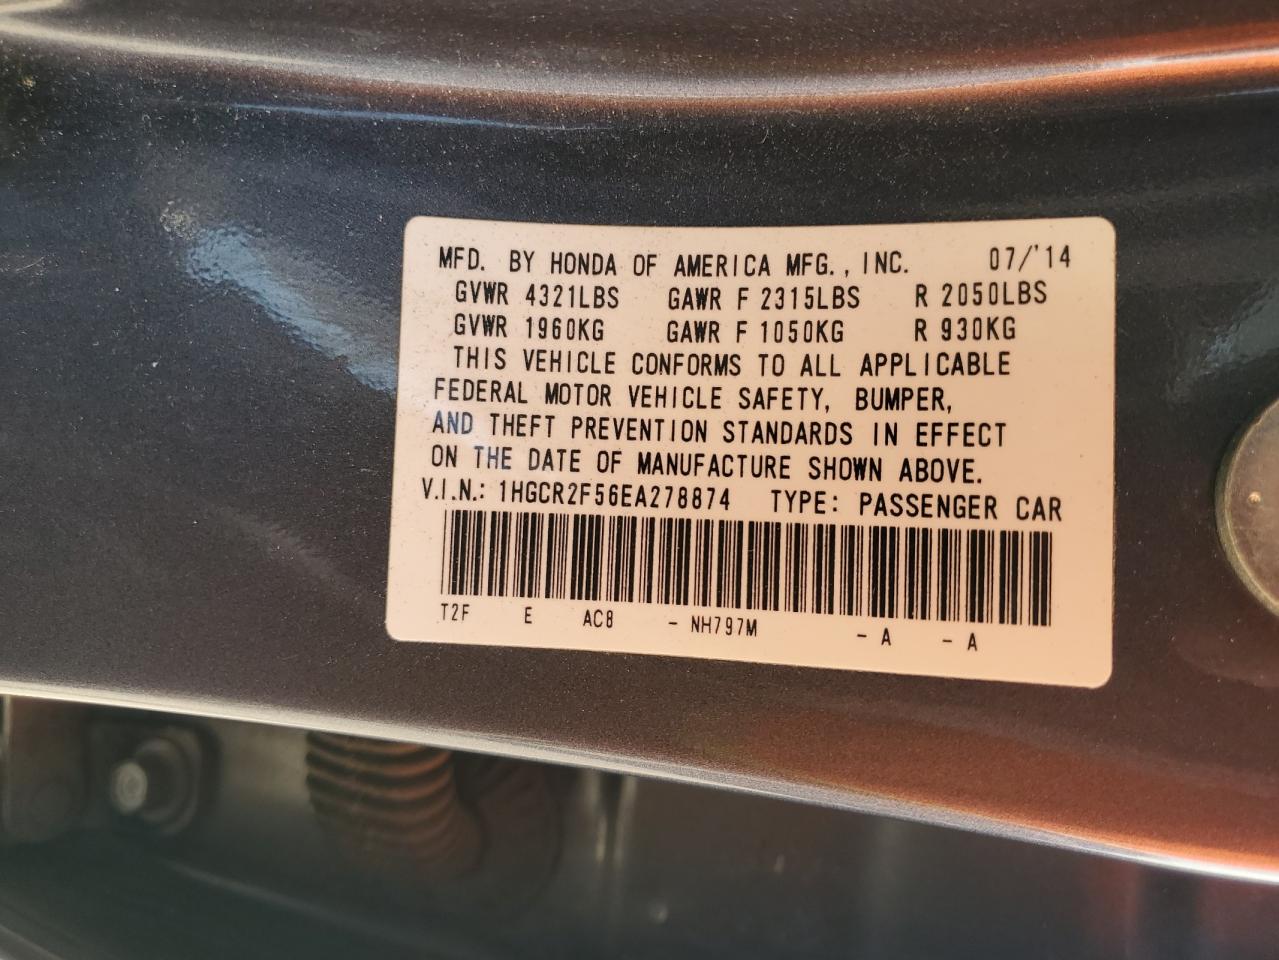 MFD. BY HONDA OF AMERICA MFG., INC. 07/'14
GVWR 4321LBS GAWR F 2315LBS R 2050LBS
GVWR 1960KG GAWR F 1050KG R 930KG
THIS VEHICLE CONFORMS TO ALL APPLICABLE
FEDERAL MOTOR VEHICLE SAFETY, BUMPER,
AND THEFT PREVENTION STANDARDS IN EFFECT
ON THE DATE OF MANUFACTURE SHOWN ABOVE.
V.I.N.: 1HGCR2F56EA278874 TYPE: PASSENGER CAR
T2F E AC8 - NH797M - A - A